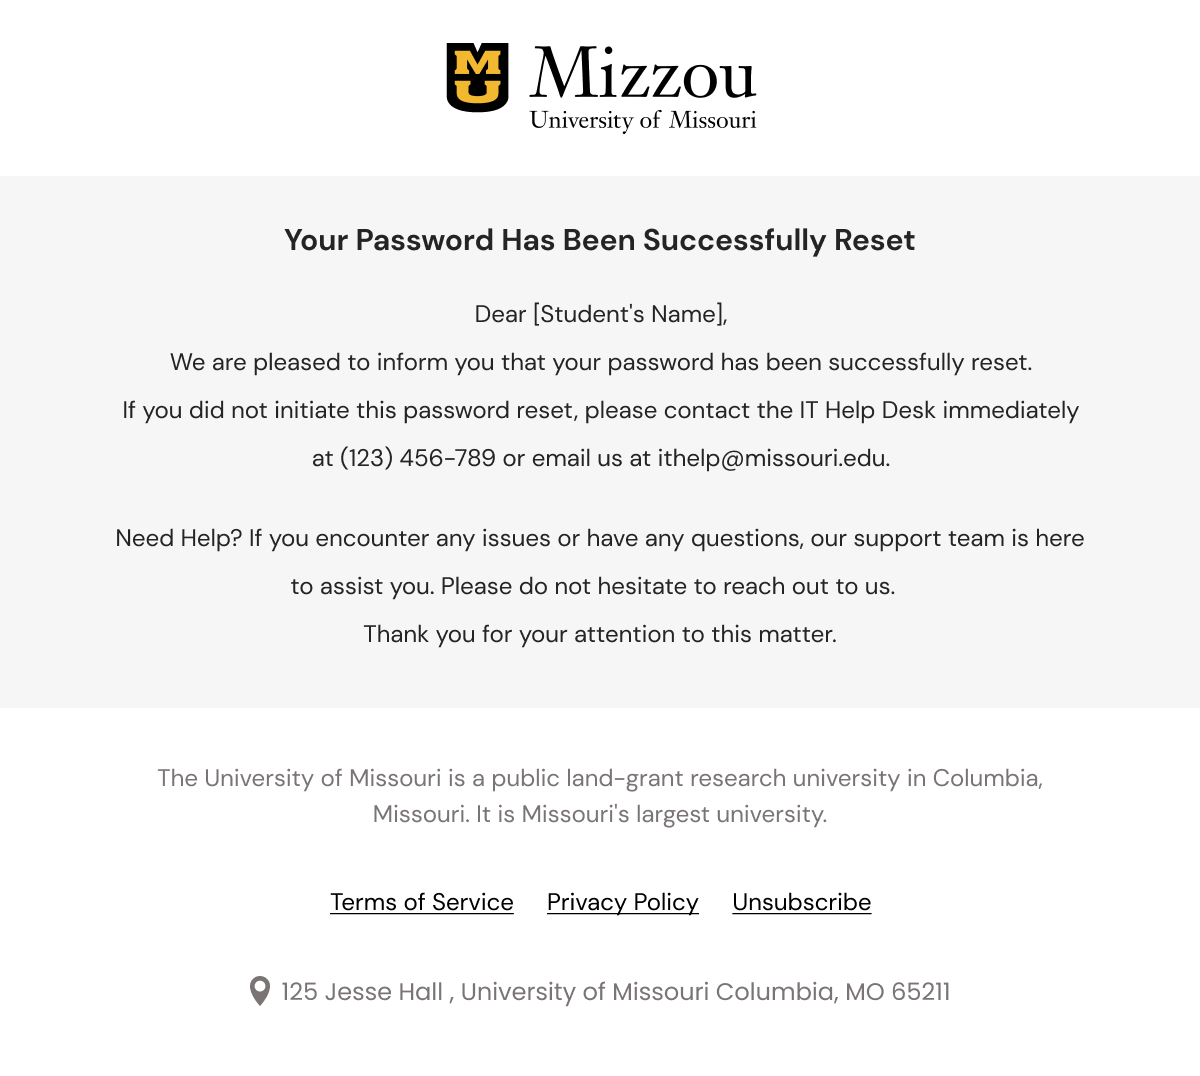 MU
Mizzou
University of Missouri
Your Password Has Been Successfully Reset
Dear [Student's Name],
We are pleased to inform you that your password has been successfully reset.
If you did not initiate this password reset, please contact the IT Help Desk immediately
at (123) 456-789 or email us at ithelp@missouri.edu.
Need Help? If you encounter any issues or have any questions, our support team is here
to assist you. Please do not hesitate to reach out to us.
Thank you for your attention to this matter.
The University of Missouri is a public land-grant research university in Columbia,
Missouri. It is Missouri's largest university.
Terms of Service Privacy Policy Unsubscribe
125 Jesse Hall , University of Missouri Columbia, MO 65211